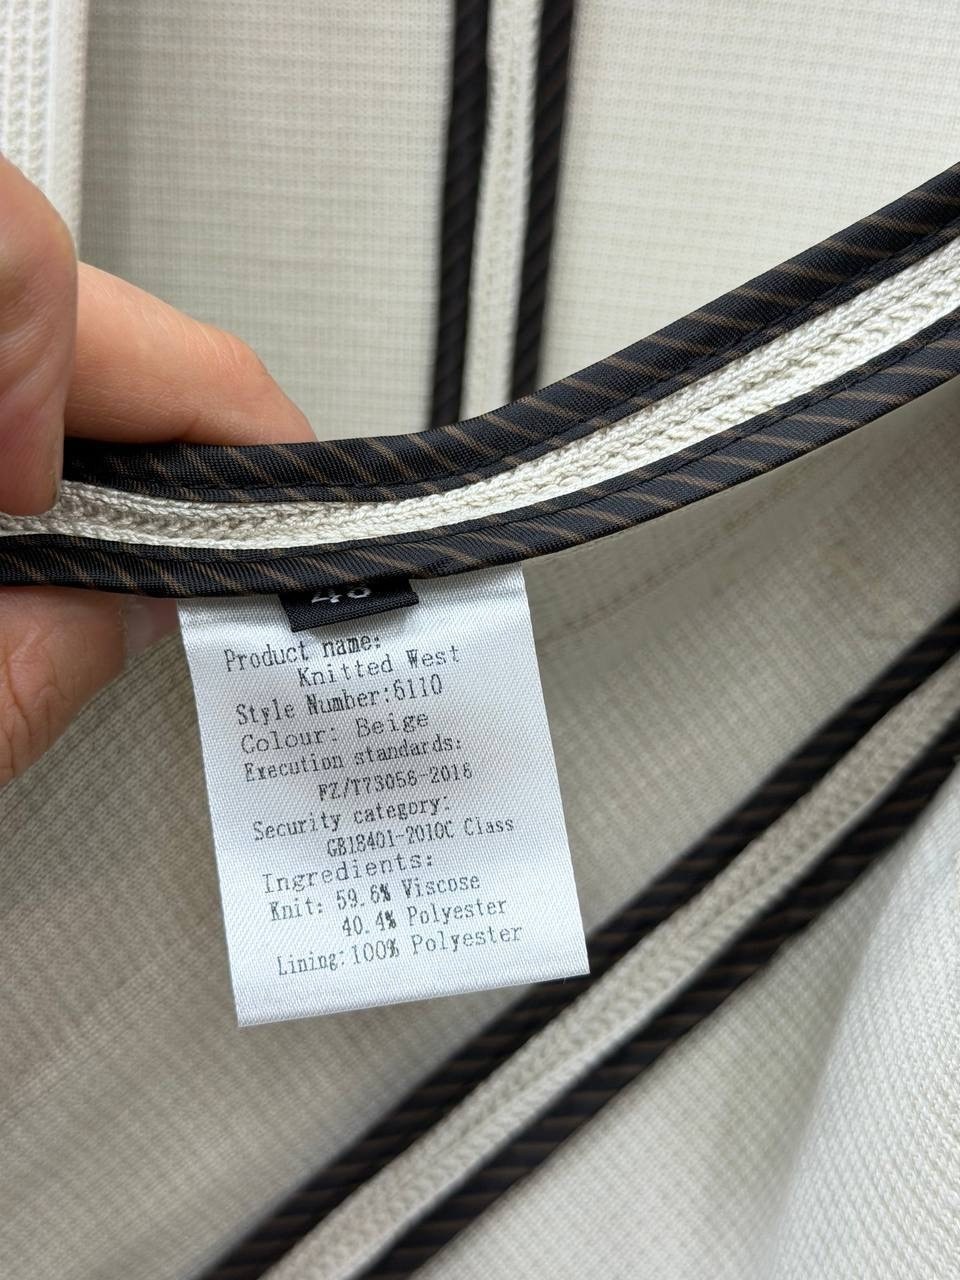 Product name:
Knitted West
Style Number:6110
Colour: Beige
Execution standards:
FZ/T73056-2016
Security category:
GB18401-2010C Class
Ingredients:
Knit: 59.6% Viscose
40.4% Polyester
Lining:100% Polyester